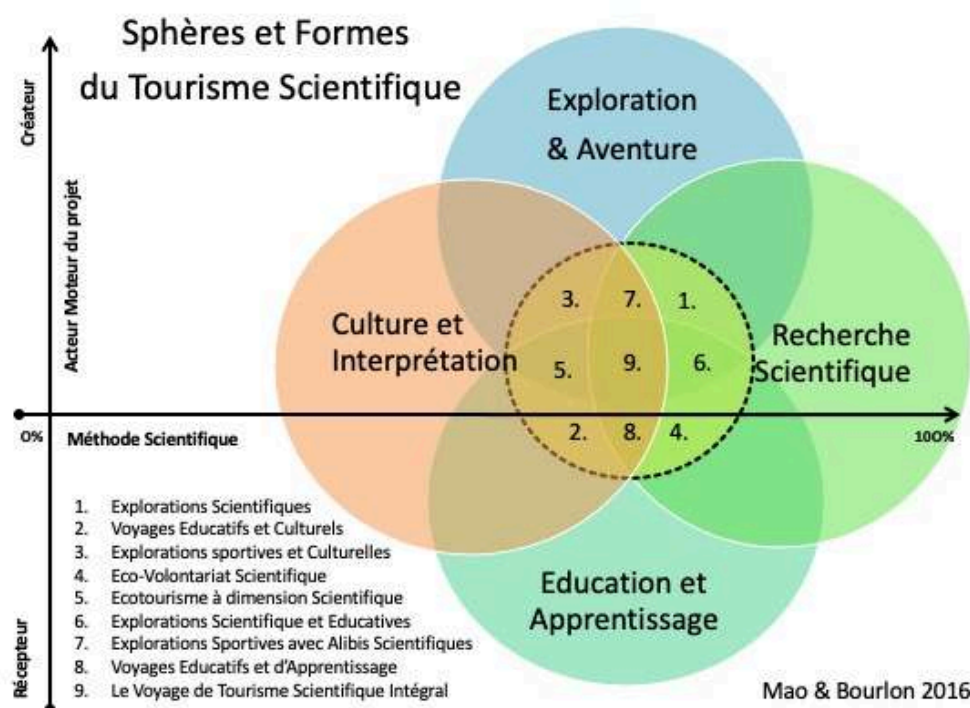 Sphères et Formes
du Tourisme Scientifique
Créateur
Acteur Moteur du projet
Récepteur
Exploration
& Aventure
Culture et
Interprétation
Recherche
Scientifique
Education et
Apprentissage
3.
7.
1.
5.
9.
6.
2.
8.
4.
0%
Méthode Scientifique
100%
1. Explorations Scientifiques
2. Voyages Educatifs et Culturels
3. Explorations sportives et Culturelles
4. Eco-Volontariat Scientifique
5. Ecotourisme à dimension Scientifique
6. Explorations Scientifique et Educatives
7. Explorations Sportives avec Alibis Scientifiques
8. Voyages Educatifs et d'Apprentissage
9. Le Voyage de Tourisme Scientifique Intégral
Mao & Bourlon 2016